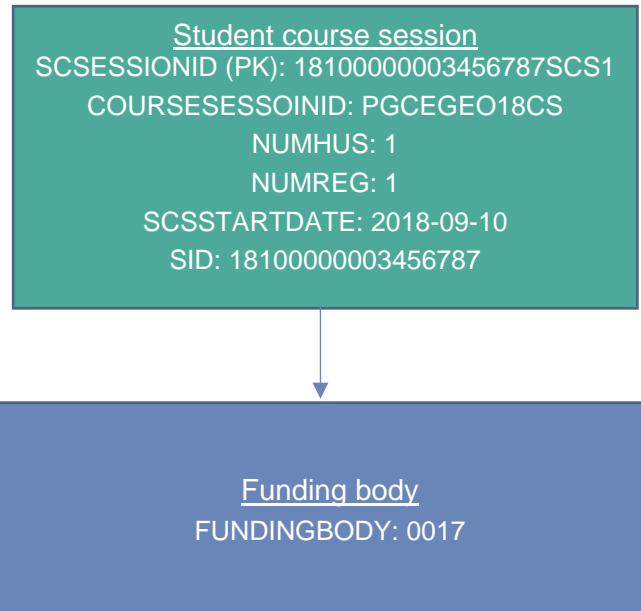 Student course session
SCSESSIONID (PK): 18100000003456787SCS1
COURSESESSOINID: PGCEGEO18CS
NUMHUS: 1
NUMREG: 1
SCSSTARTDATE: 2018-09-10
SID: 18100000003456787
Funding body
FUNDINGBODY: 0017